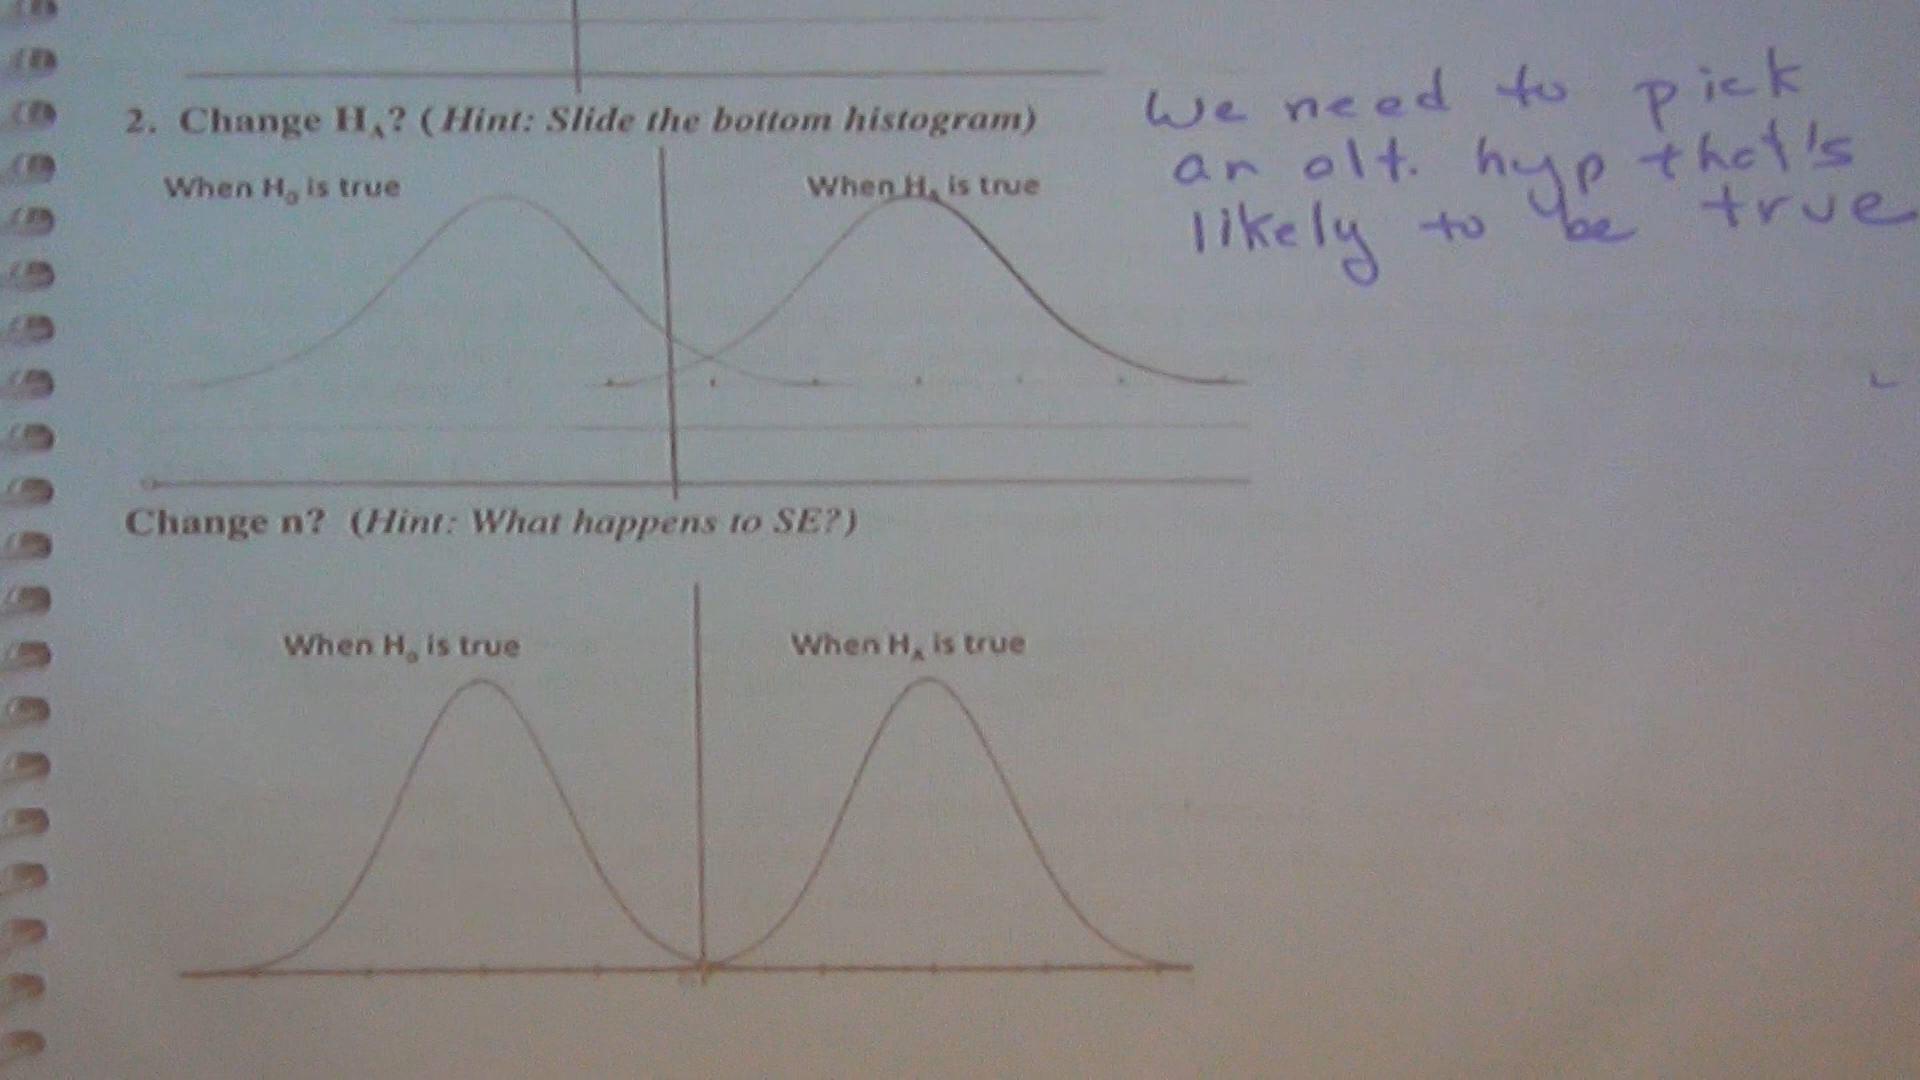 2. Change Hₐ? (Hint: Slide the bottom histogram)
We need to pick
an alt. hyp that's
likely to be true
When H₀ is true
When Hₐ is true
Change n? (Hint: What happens to SE?)
When H₀ is true
When Hₐ is true